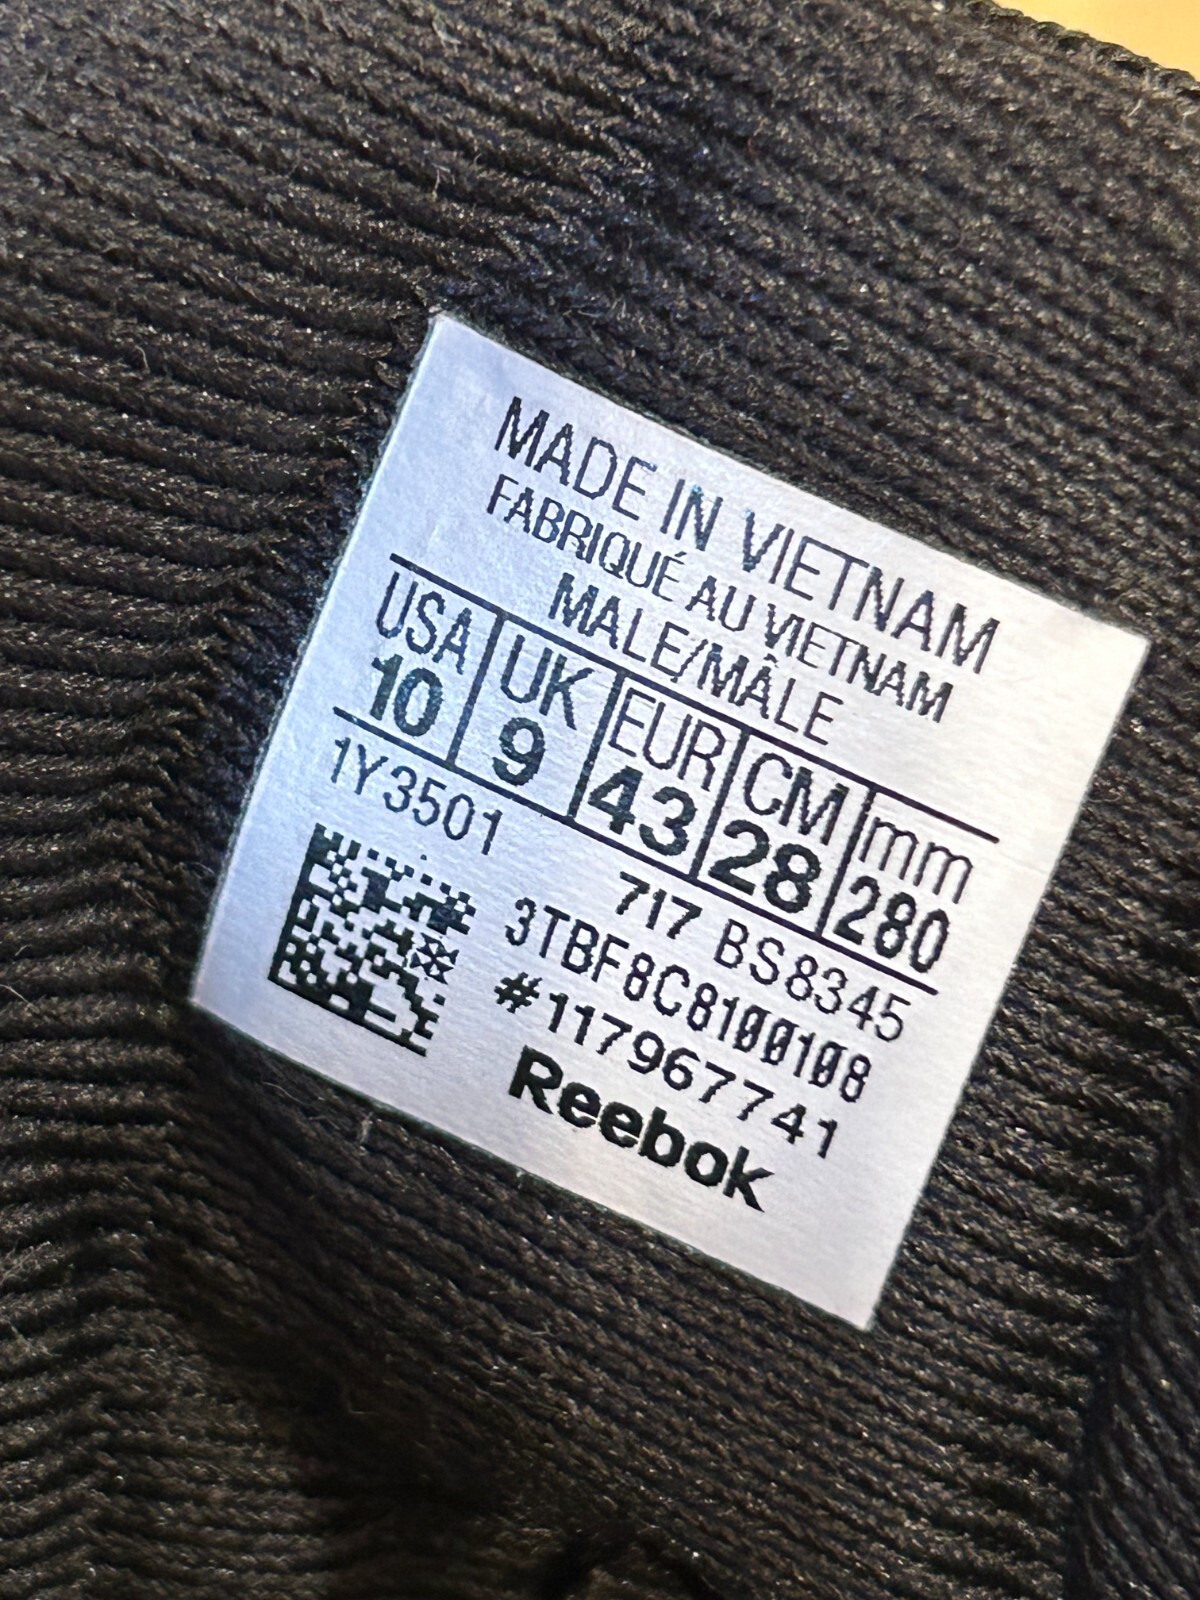 MADE IN VIETNAM
FABRIQUÉ AU VIETNAM
MALE/MÂLE
USA UK EUR CM mm
10 9 43 28 280
1Y3501
717 BS8345
3TBF8C8100108
#117967741
Reebok